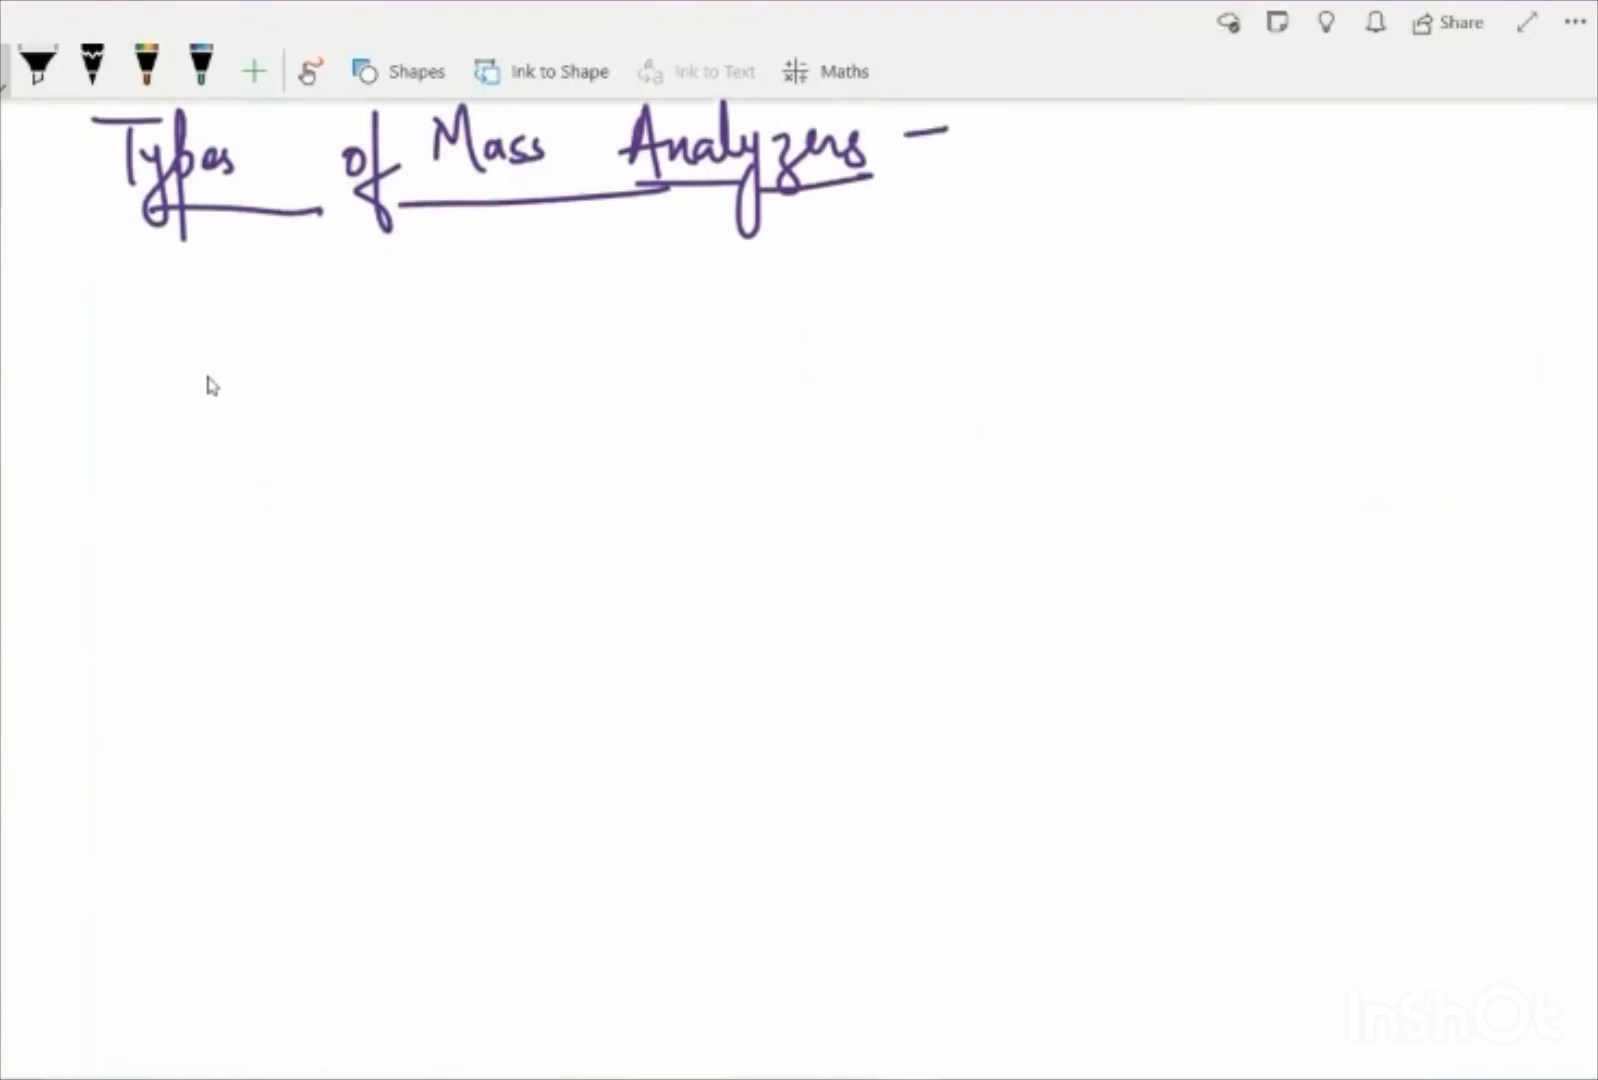 Share
Shapes Ink to Shape Ink to Text Maths
Types of Mass Analyzers -
InShOt